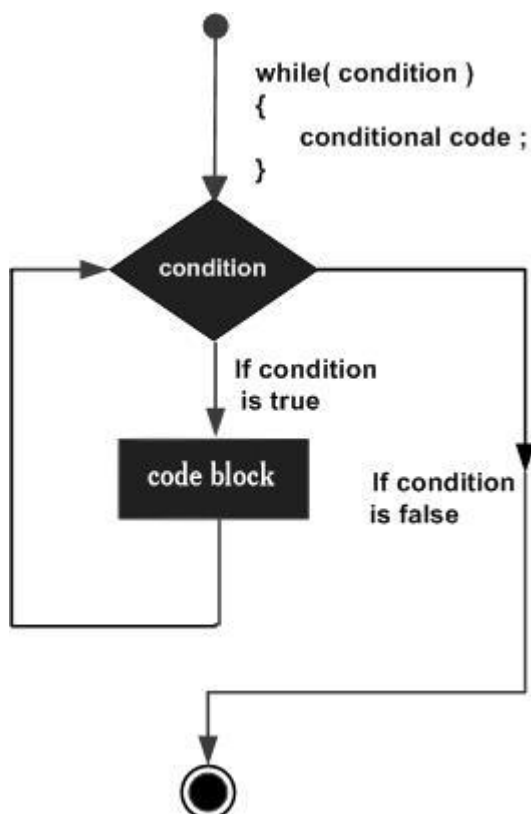 while( condition )
{
conditional code ;
}
condition
If condition
is true
code block
If condition
is false